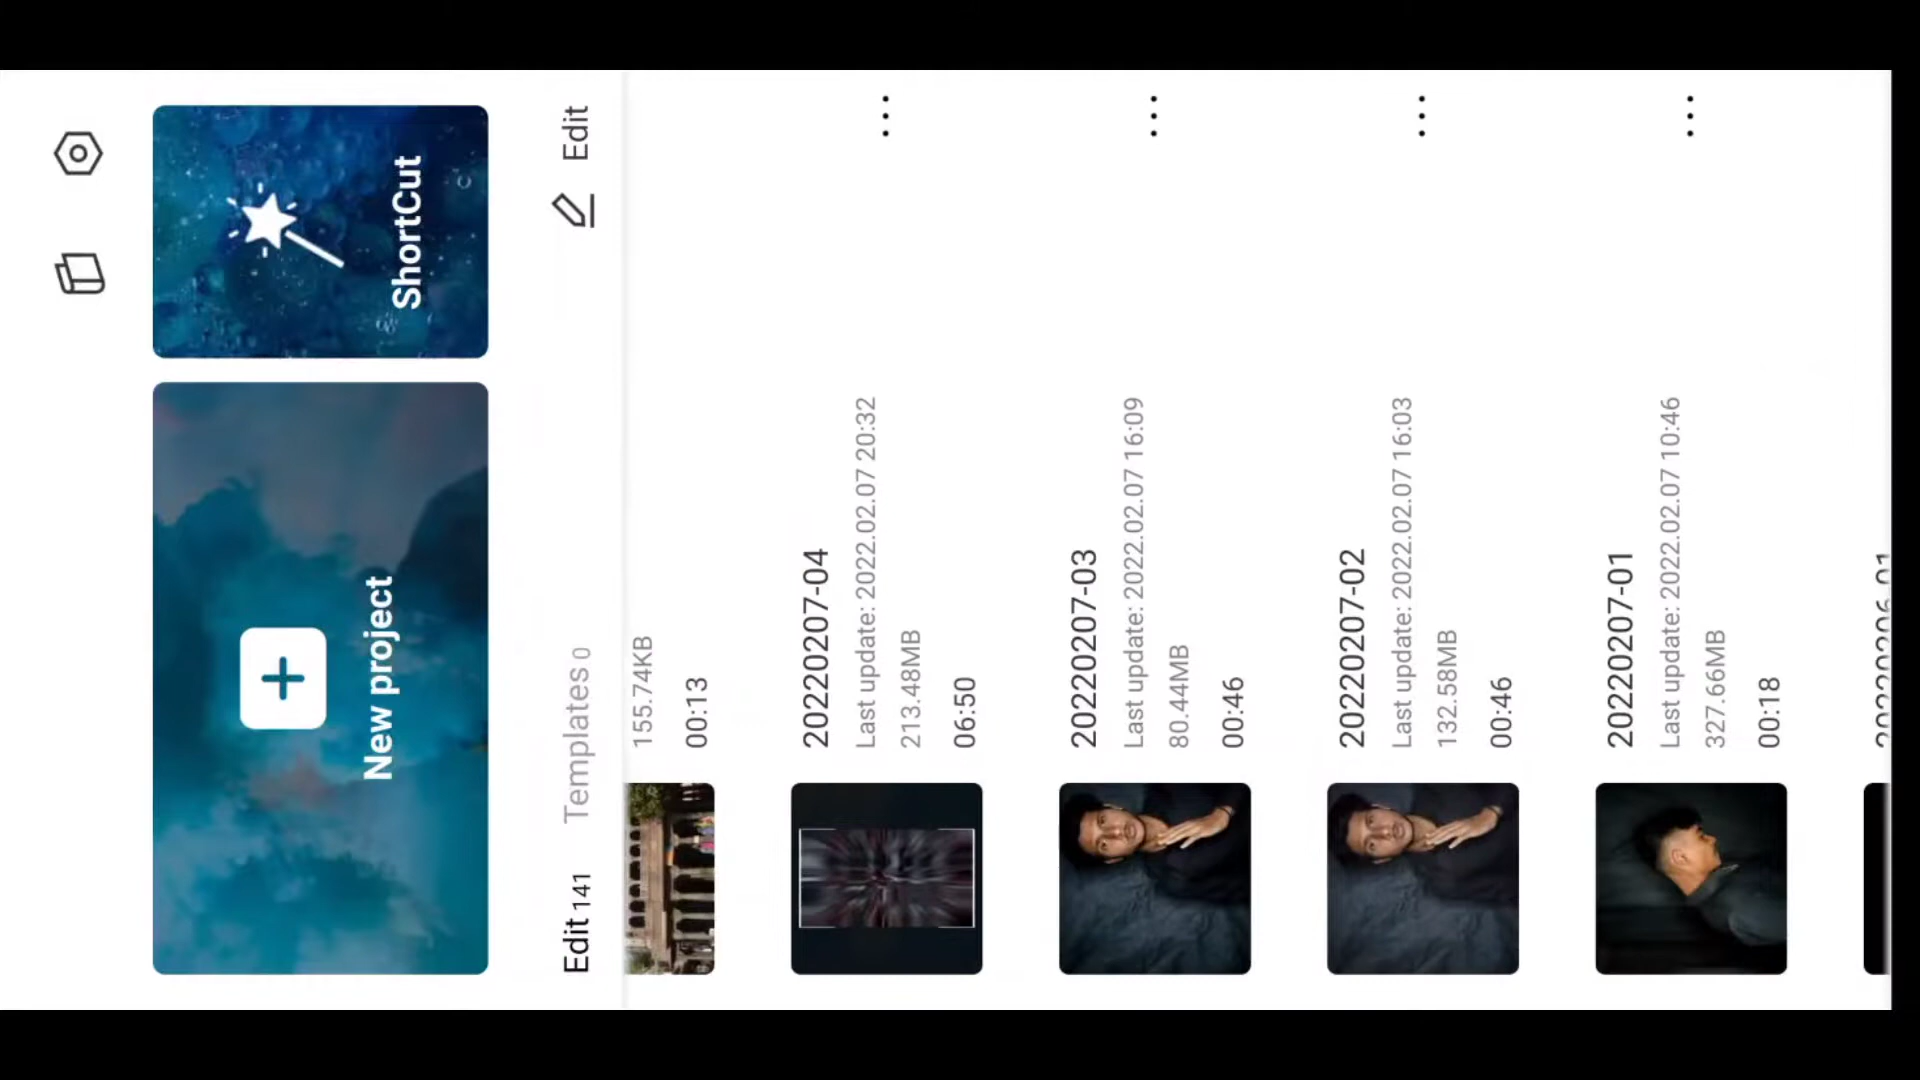 New project
ShortCut
Edit 141
Templates 0
Edit
155.74KB
00:13
20220207-04
Last update: 2022.02.07 20:32
213.48MB
06:50
20220207-03
Last update: 2022.02.07 16:09
80.44MB
00:46
20220207-02
Last update: 2022.02.07 16:03
132.58MB
00:46
20220207-01
Last update: 2022.02.07 10:46
327.66MB
00:18
20220206-01